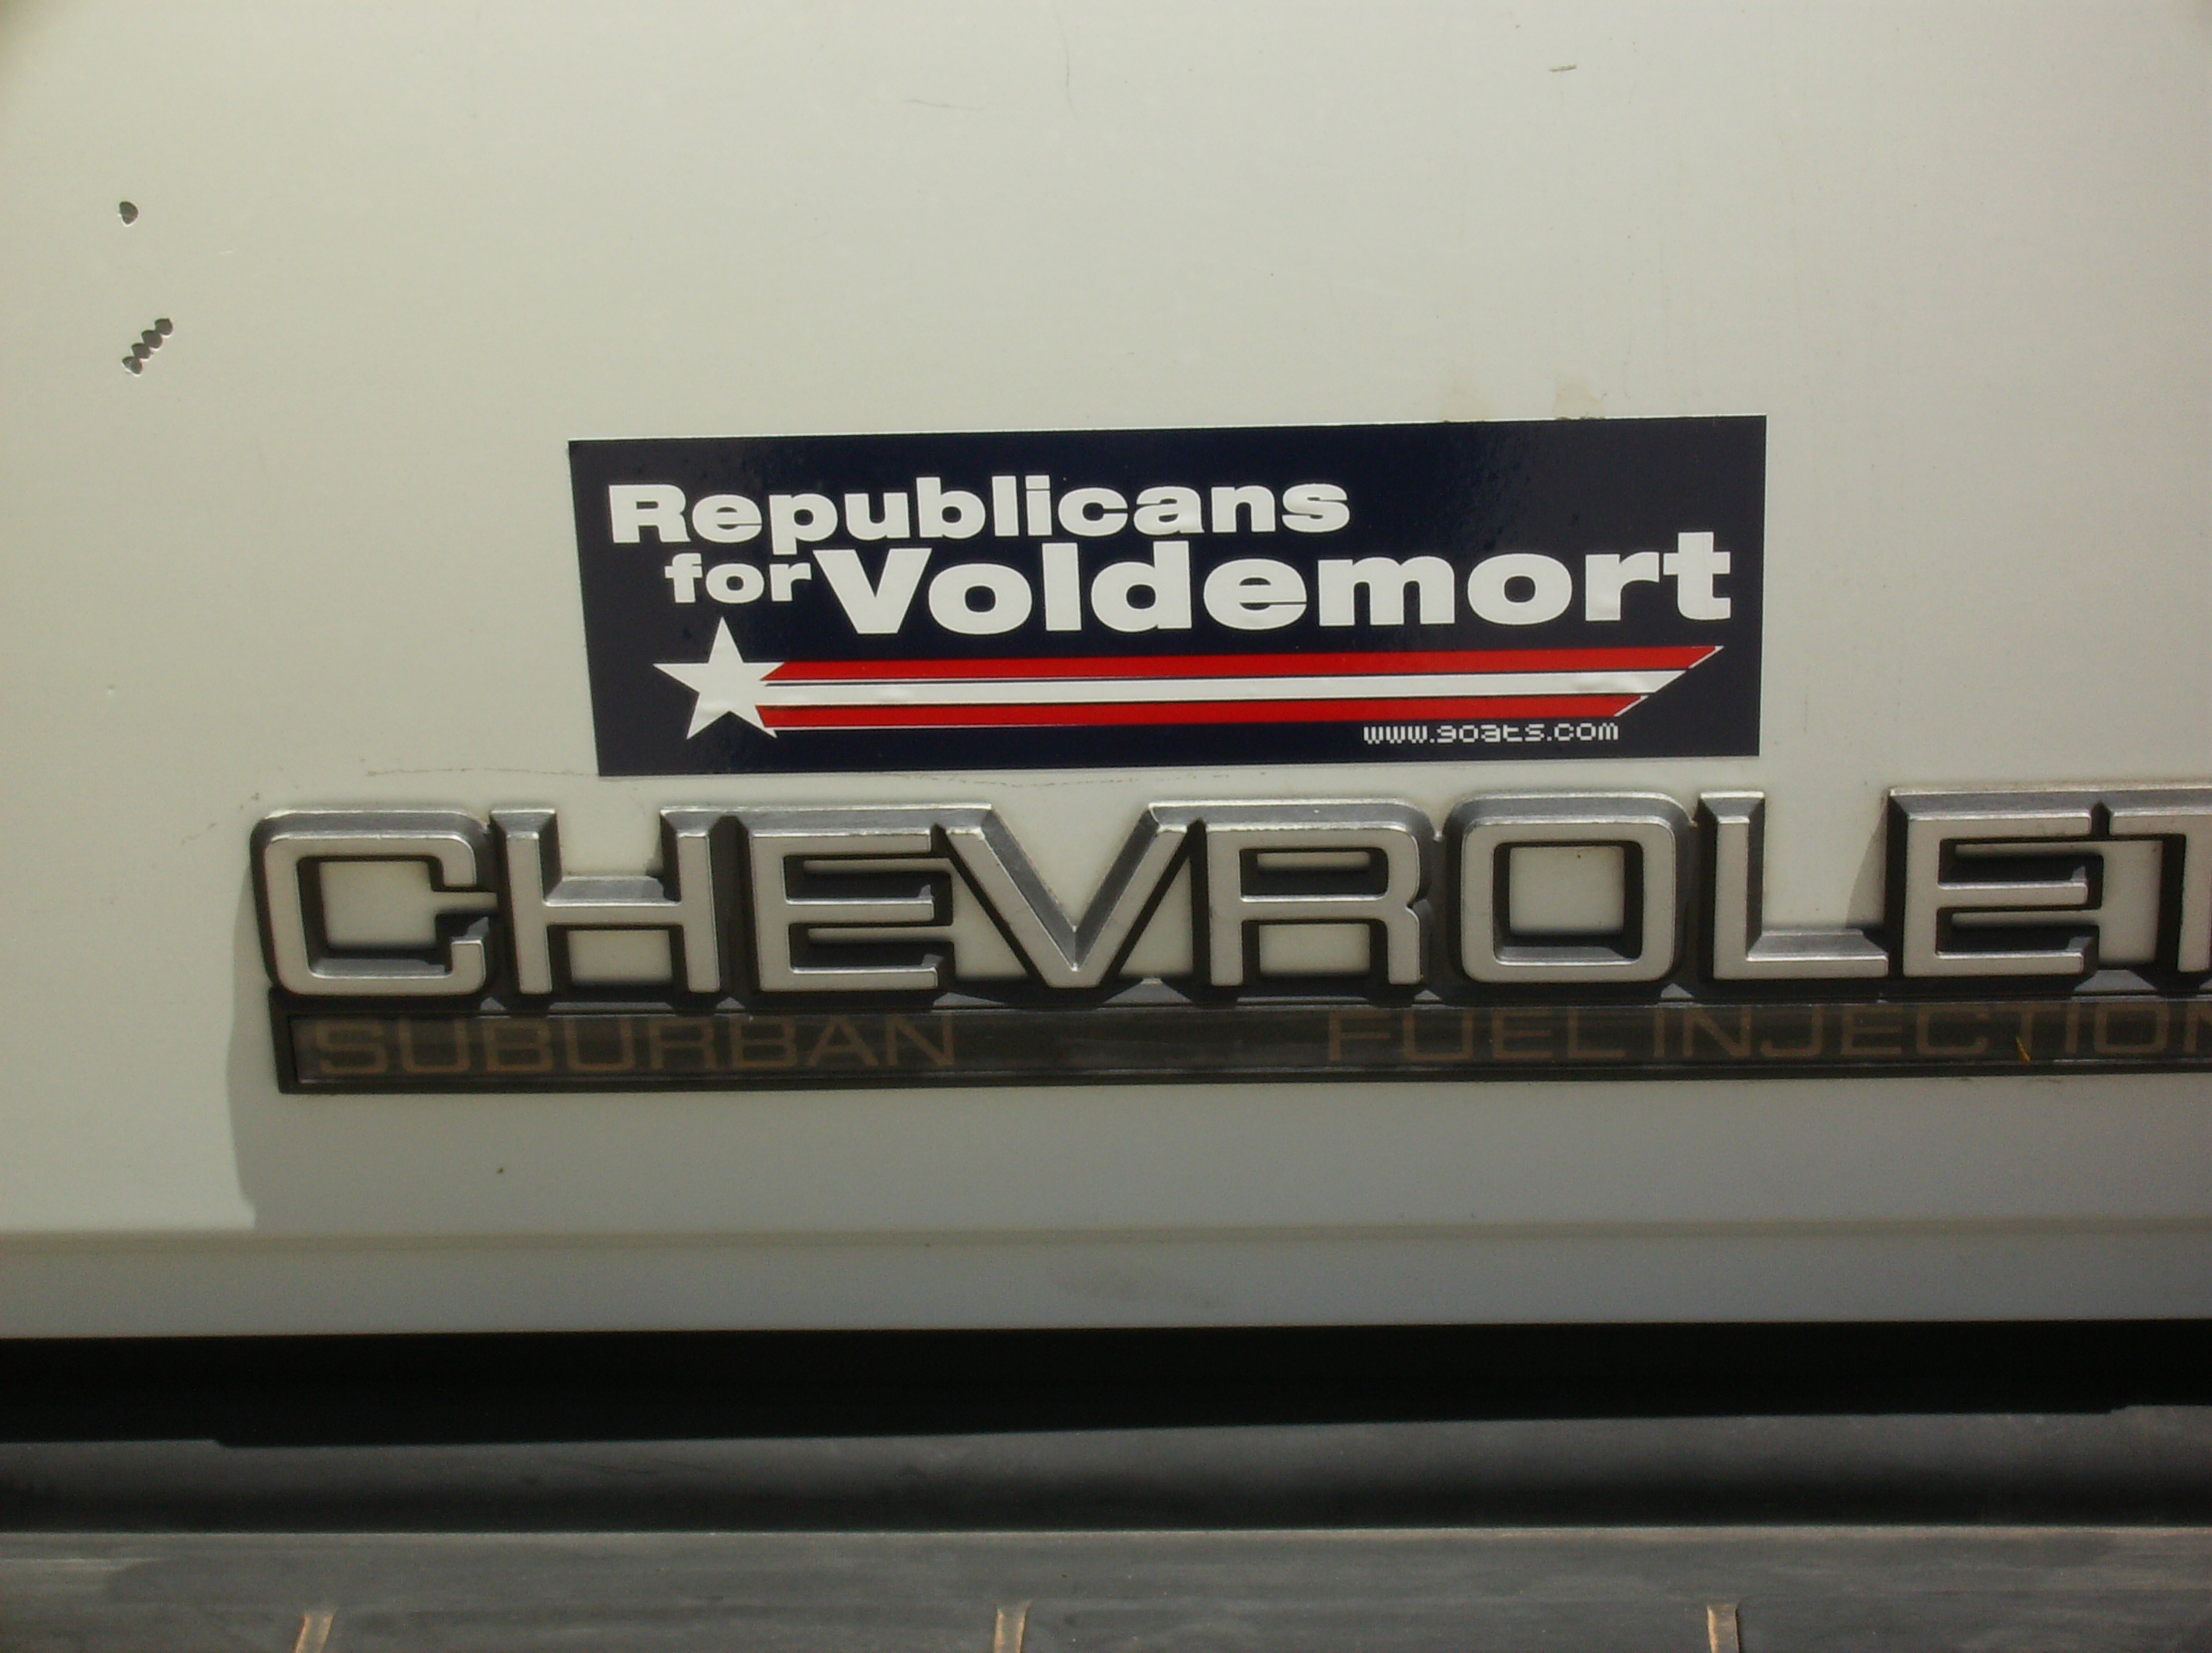 Republicans
for Voldemort
www.goats.com
CHEVROLET
SUBURBAN FUEL INJECTION